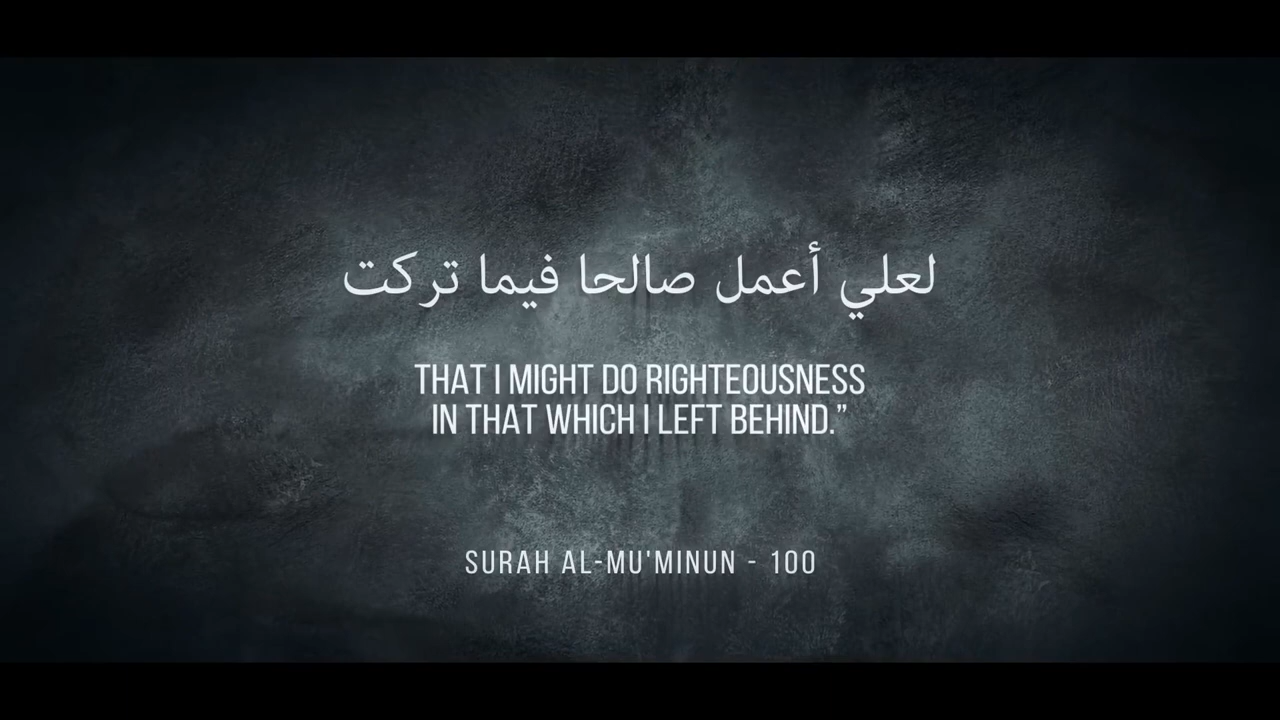 لعلي أعمل صالحا فيما تركت
THAT I MIGHT DO RIGHTEOUSNESS
IN THAT WHICH I LEFT BEHIND.”
SURAH AL-MU'MINUN - 100